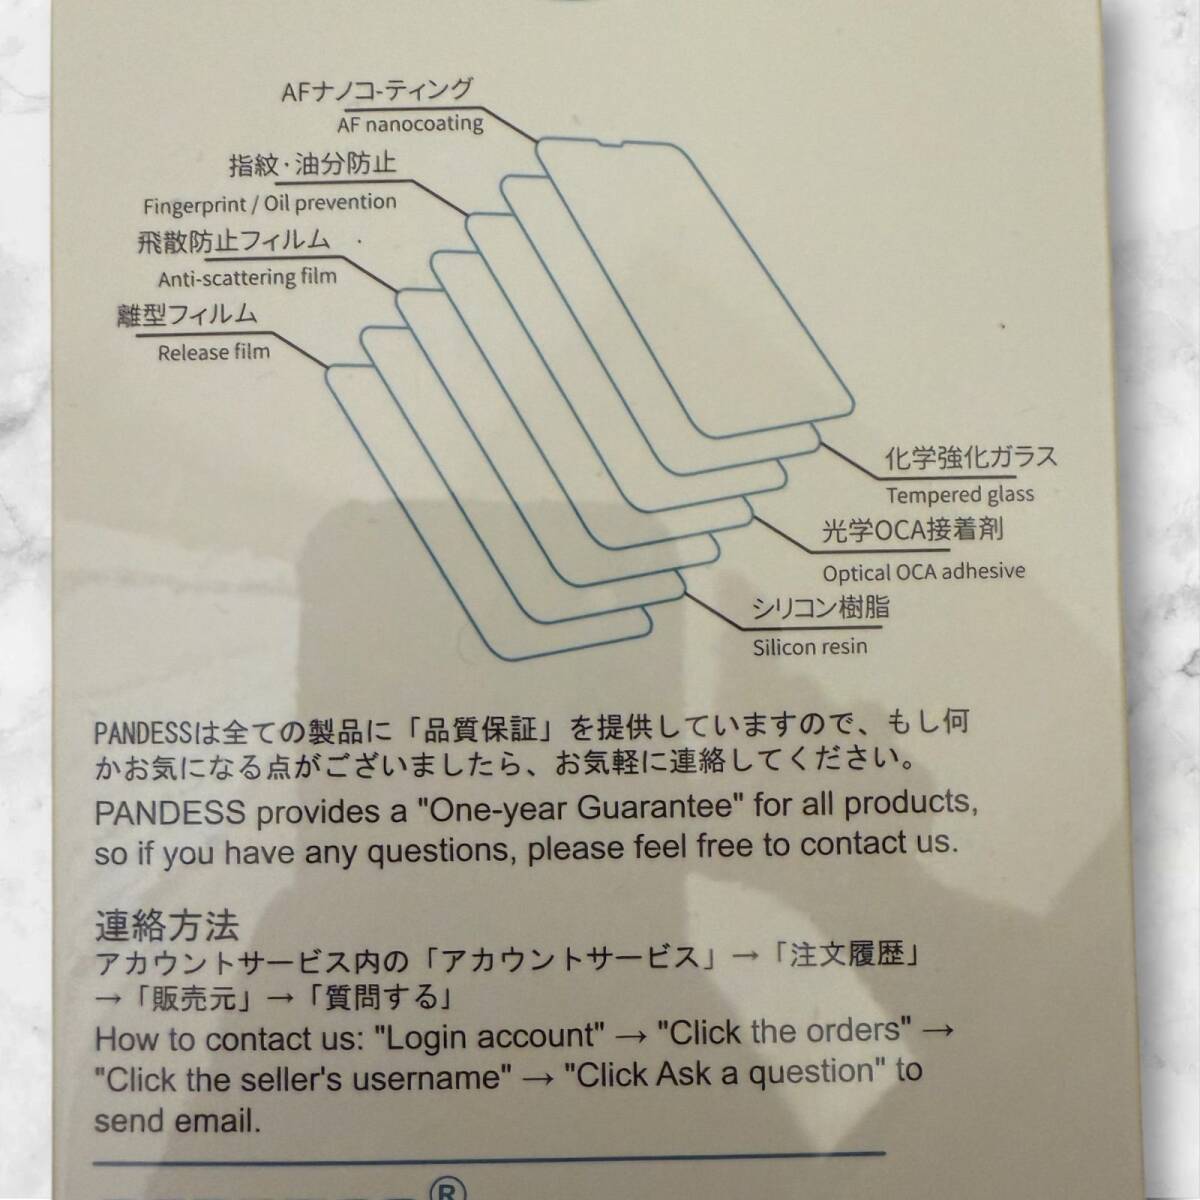 AFナノコーティング
AF nanocoating
指紋・油分防止
Fingerprint / Oil prevention
飛散防止フィルム
Anti-scattering film
離型フィルム
Release film
化学強化ガラス
Tempered glass
光学OCA接着剤
Optical OCA adhesive
シリコン樹脂
Silicon resin
PANDESSは全ての製品に「品質保証」を提供していますので、もし何
かお気になる点がございましたら、お気軽に連絡してください。
PANDESS provides a "One-year Guarantee" for all products,
so if you have any questions, please feel free to contact us.
連絡方法
アカウントサービス内の「アカウントサービス」→「注文履歴」
→「販売元」→「質問する」
How to contact us: "Login account" → "Click the orders" →
"Click the seller's username" → "Click Ask a question" to
send email.
®